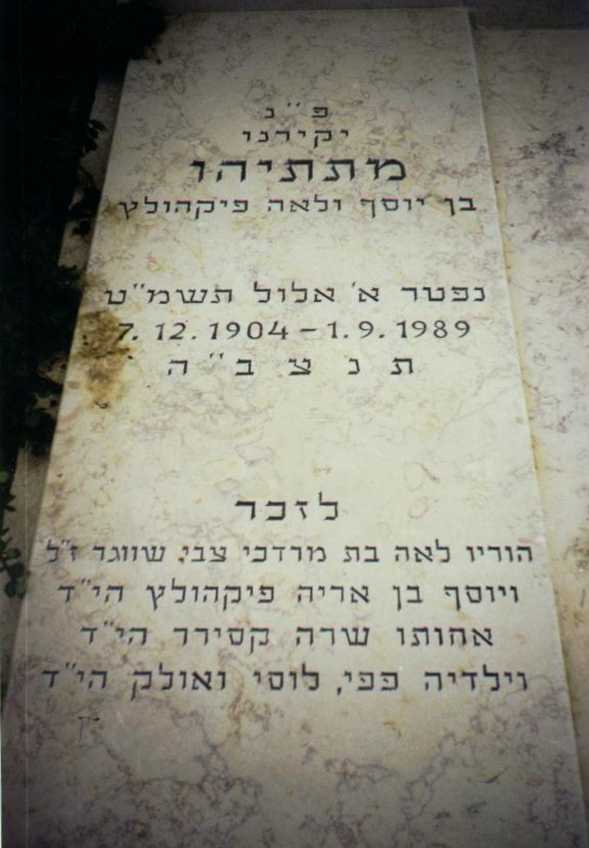 פ״נ
יקירנו
מתתיהו
בן יוסף ולאה פיקהולץ
נפטר א׳ אלול תשמ״ט
7.12.1904-1.9.1989
ת נ צ ב״ ה
לזכר
הוריו לאה בת מרדכי צבי שווגר ז״ל
ויוסף בן אריה פיקהולץ הי״ד
אחותו שרה קסירר הי״ד
וילדיה פפי, לוסי ואולק הי״ד